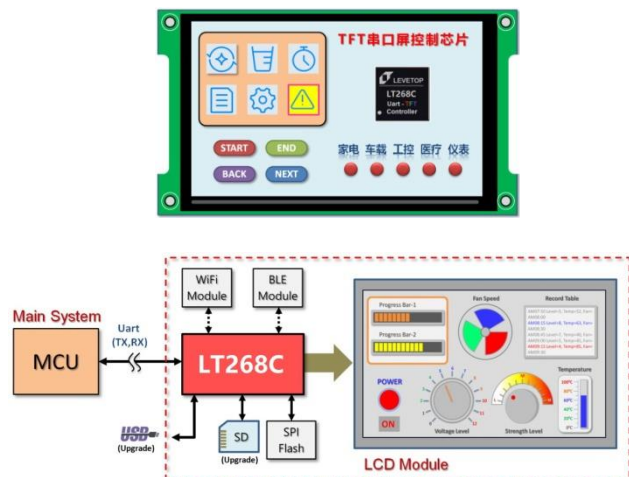 TFT串口屏控制芯片
LEVETOP
LT268C
Uart - TFT
Controller
START
END
BACK
NEXT
家电 车载 工控 医疗 仪表
WiFi
Module
BLE
Module
Main System
Uart
(TX,RX)
MCU
LT268C
USB
(Upgrade)
SD
(Upgrade)
SPI
Flash
Progress Bar-1
Progress Bar-2
Fan Speed
Record Table
POWER
ON
Voltage Level
Strength Level
Temperature
100℃
0℃
LCD Module